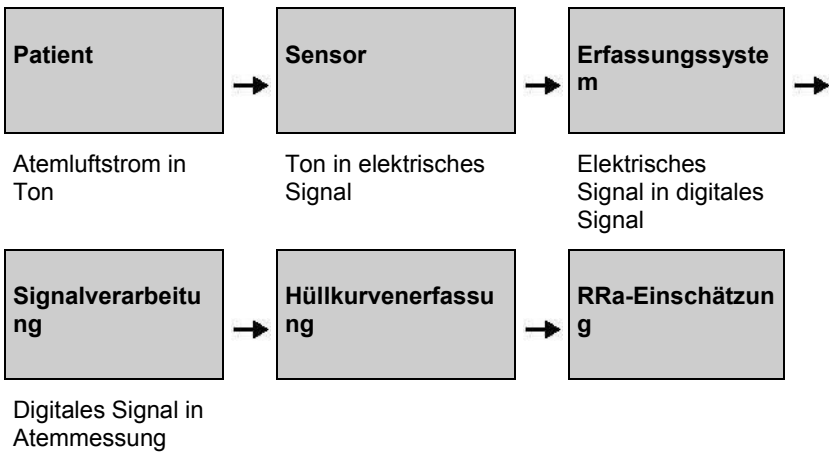 Patient
Sensor
Erfassungssyste
m
Atemluftstrom in
Ton
Ton in elektrisches
Signal
Elektrisches
Signal in digitales
Signal
Signalverarbeitu
ng
Hüllkurvenerfassu
ng
RRa-Einschätzun
g
Digitales Signal in
Atemmessung